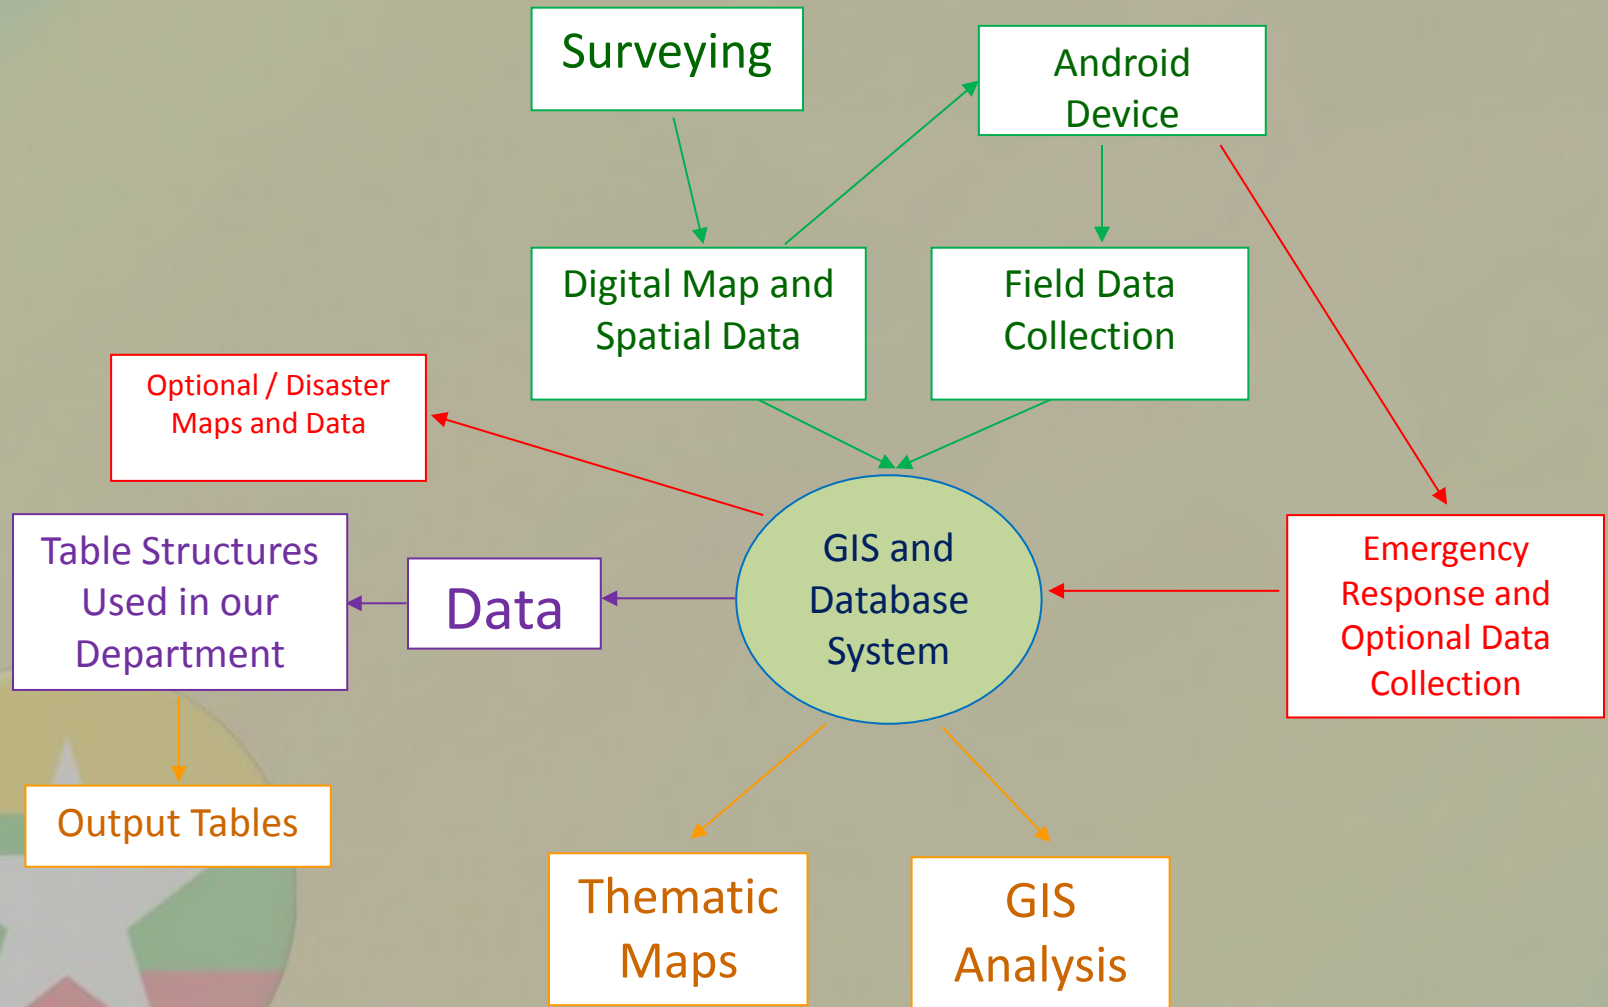 Surveying
Android
Device
Digital Map and
Spatial Data
Field Data
Collection
Optional / Disaster
Maps and Data
Table Structures
Used in our
Department
Data
GIS and
Database
System
Emergency
Response and
Optional Data
Collection
Output Tables
Thematic
Maps
GIS
Analysis